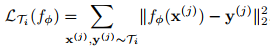 $$\mathcal{L}_{\mathcal{T}_i}(f_\phi) = \sum_{\mathbf{x}^{(j)}, \mathbf{y}^{(j)} \sim \mathcal{T}_i} \| f_\phi(\mathbf{x}^{(j)}) - \mathbf{y}^{(j)} \|_2^2$$